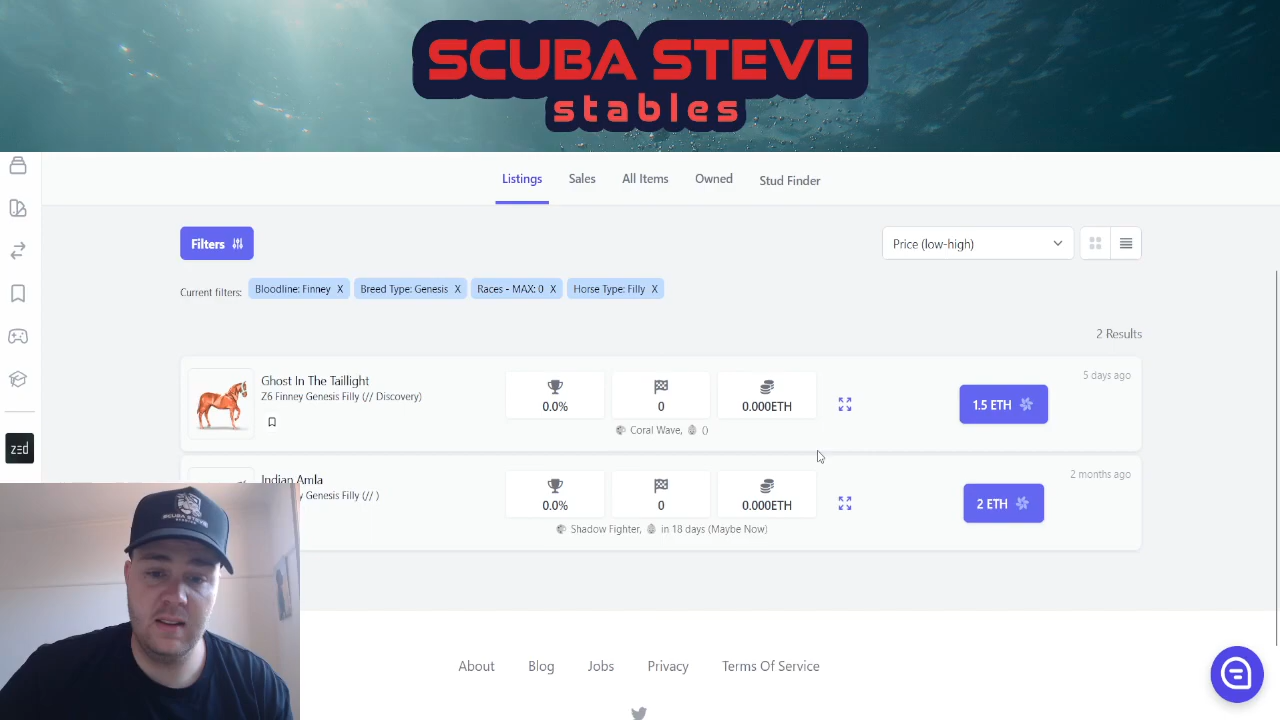 SCUBA STEVE
stables
Listings
Sales
All Items
Owned
Stud Finder
Filters
Price (low-high)
Current filters:
Bloodline: Finney X
Breed Type: Genesis X
Races - MAX: 0 X
Horse Type: Filly X
2 Results
Ghost In The Taillight
Z6 Finney Genesis Filly (// Discovery)
0.0%
0
0.000ETH
Coral Wave, ()
5 days ago
1.5 ETH
Indian Amla
y Genesis Filly (// )
0.0%
0
0.000ETH
Shadow Fighter, in 18 days (Maybe Now)
2 months ago
2 ETH
zed
SCUBA STEVE
About
Blog
Jobs
Privacy
Terms Of Service